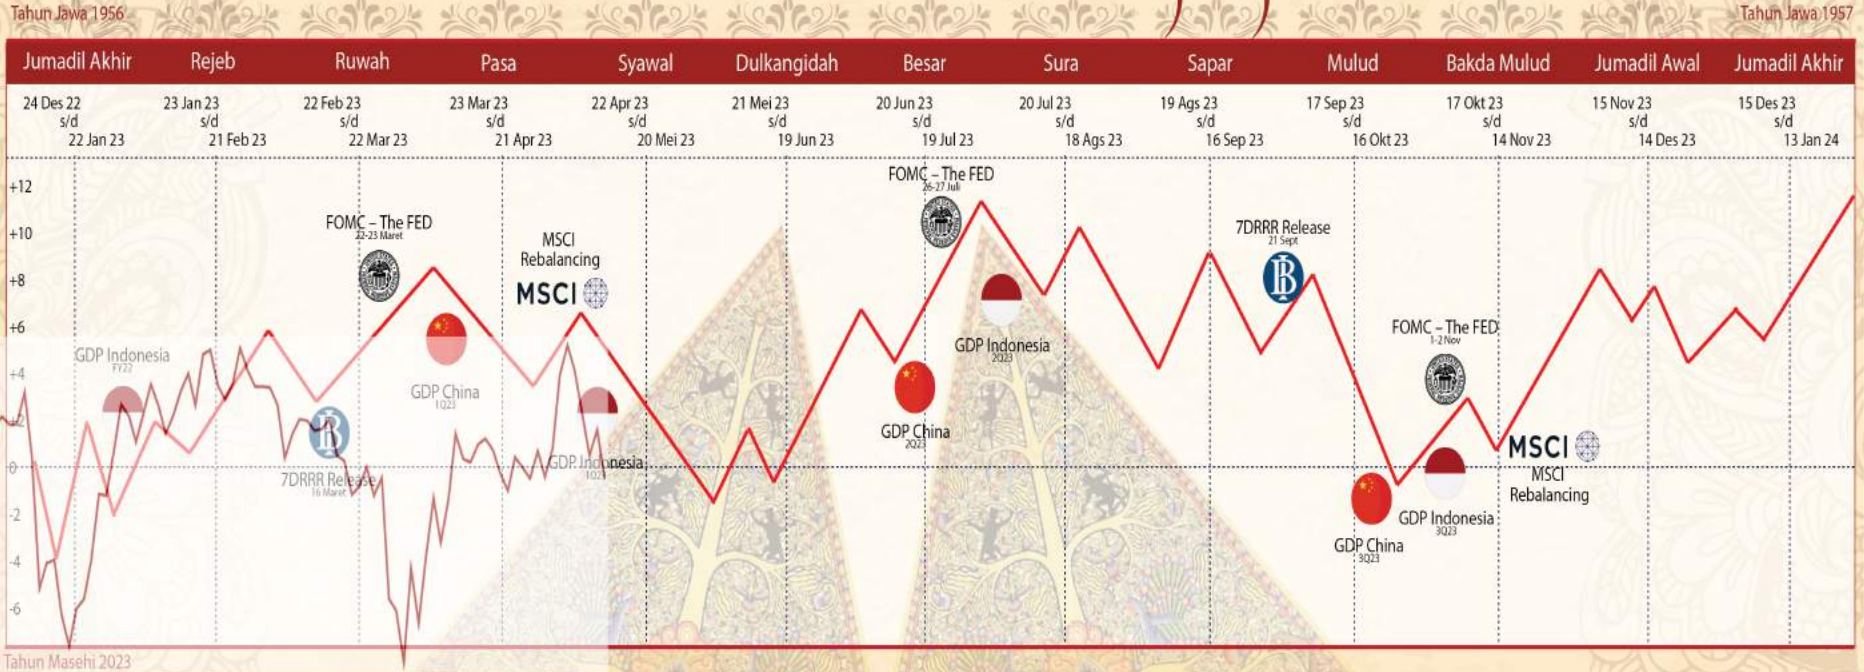 Tahun Jawa 1956
Tahun Jawa 1957
Jumadil Akhir
Rejeb
Ruwah
Pasa
Syawal
Dulkangidah
Besar
Sura
Sapar
Mulud
Bakda Mulud
Jumadil Awal
Jumadil Akhir
24 Des 22
s/d
22 Jan 23
23 Jan 23
s/d
21 Feb 23
22 Feb 23
s/d
22 Mar 23
23 Mar 23
s/d
21 Apr 23
22 Apr 23
s/d
20 Mei 23
21 Mei 23
s/d
19 Jun 23
20 Jun 23
s/d
19 Jul 23
20 Jul 23
s/d
18 Ags 23
19 Ags 23
s/d
16 Sep 23
17 Sep 23
s/d
16 Okt 23
17 Okt 23
s/d
14 Nov 23
15 Nov 23
s/d
14 Des 23
15 Des 23
s/d
13 Jan 24
+12
+10
+8
+6
+4
+2
0
-2
-4
-6
GDP Indonesia
FY22
7DRRR Release
16 Maret
FOMC – The FED
22-23 Maret
GDP China
1Q23
MSCI
Rebalancing
MSCI
GDP Indonesia
1Q23
FOMC – The FED
26-27 Juli
GDP China
2Q23
GDP Indonesia
2Q23
7DRRR Release
21 Sept
GDP China
3Q23
FOMC – The FED
1-2 Nov
GDP Indonesia
3Q23
MSCI
MSCI
Rebalancing
Tahun Masehi 2023